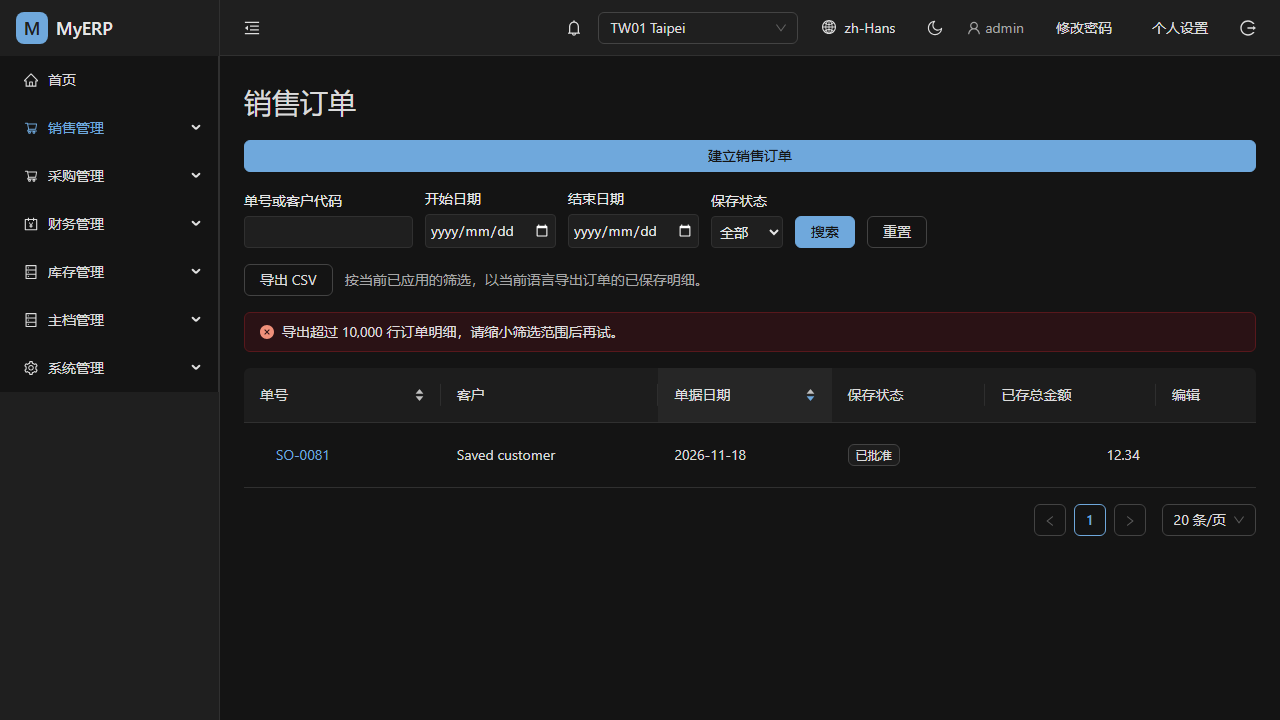 M MyERP
TW01 Taipei
zh-Hans
admin
修改密码
个人设置
首页
销售管理
采购管理
财务管理
库存管理
主档管理
系统管理
销售订单
建立销售订单
单号或客户代码
开始日期
结束日期
保存状态
yyyy/mm/dd
yyyy/mm/dd
全部
搜索
重置
导出 CSV
按当前已应用的筛选，以当前语言导出订单的已保存明细。
导出超过 10,000 行订单明细，请缩小筛选范围后再试。
单号 客户 单据日期 保存状态 已存总金额 编辑
SO-0081 Saved customer 2026-11-18 已批准 12.34
< 1 > 20 条/页